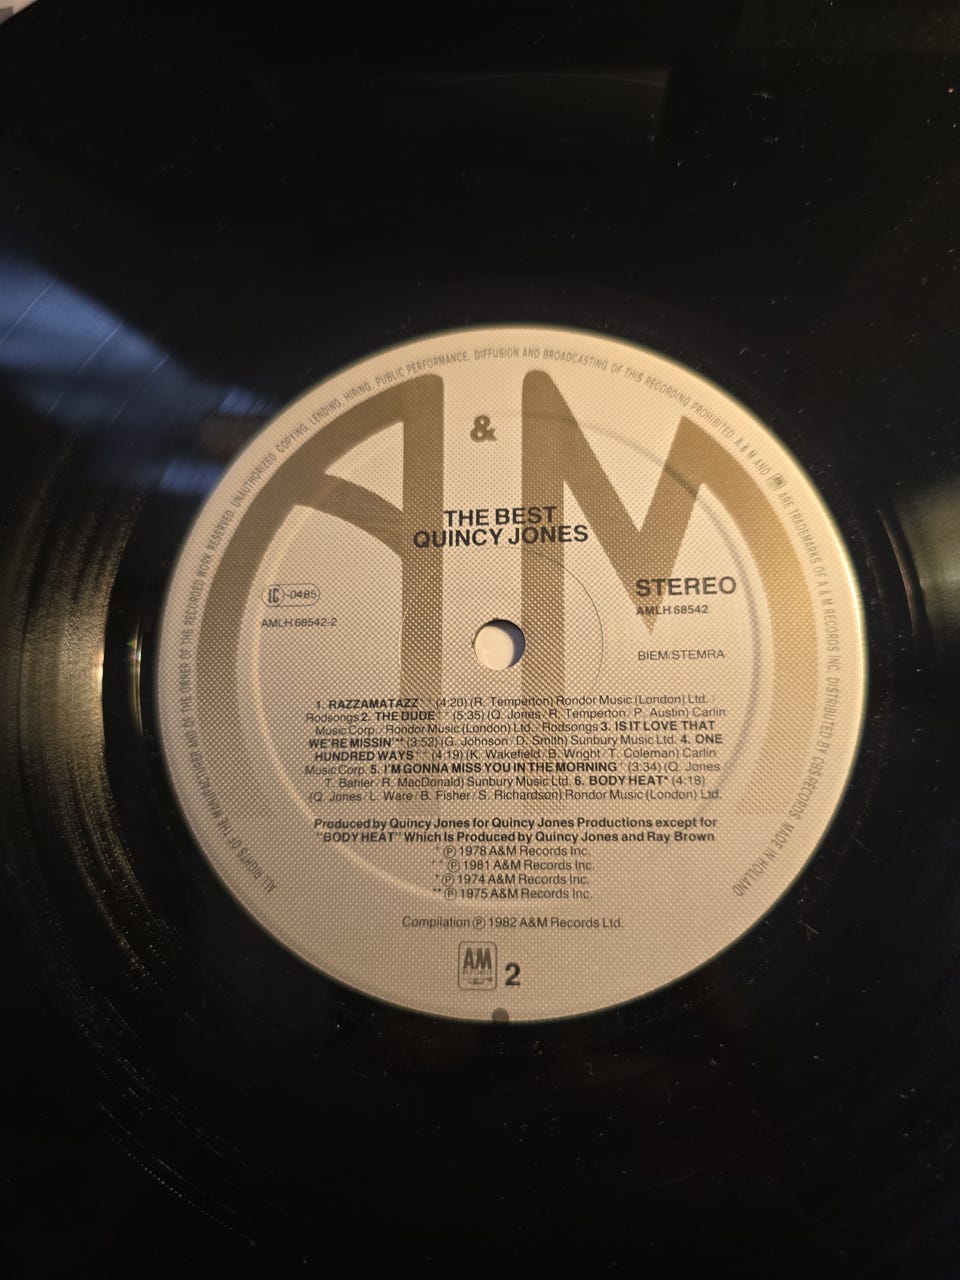 ALL RIGHTS OF THE MANUFACTURER AND OF THE OWNER OF THE RECORDED WORK RESERVED. UNAUTHORIZED COPYING, LENDING, HIRING, PUBLIC PERFORMANCE, DIFFUSION AND BROADCASTING OF THIS RECORDING PROHIBITED. A & M AND AM ARE TRADEMARKS OF A & M RECORDS INC. DISTRIBUTED BY CBS RECORDS. MADE IN HOLLAND
A & M
THE BEST
QUINCY JONES
LC-0485
AMLH 68542-2
STEREO
AMLH 68542
BIEM/STEMRA
1. RAZZAMATAZZ⁺⁺ (4:20) (R. Temperton) Rondor Music (London) Ltd./
Rodsongs 2. THE DUDE⁺⁺ (5:35) (Q. Jones/R. Temperton/P. Austin) Carlin
Music Corp./Rondor Music (London) Ltd./Rodsongs 3. IS IT LOVE THAT
WE'RE MISSIN'** (3:52) (G. Johnson/D. Smith) Sunbury Music Ltd. 4. ONE
HUNDRED WAYS⁺⁺ (4:19) (K. Wakefield/B. Wright/T. Coleman) Carlin
Music Corp. 5. I'M GONNA MISS YOU IN THE MORNING⁺ (3:34) (Q. Jones
T. Bahler/R. MacDonald) Sunbury Music Ltd. 6. BODY HEAT* (4:18)
(Q. Jones/L. Ware/B. Fisher/S. Richardson) Rondor Music (London) Ltd.
Produced by Quincy Jones for Quincy Jones Productions except for
"BODY HEAT" Which Is Produced by Quincy Jones and Ray Brown
⁺ ℗ 1978 A&M Records Inc.
⁺⁺ ℗ 1981 A&M Records Inc.
* ℗ 1974 A&M Records Inc.
** ℗ 1975 A&M Records Inc.
Compilation ℗ 1982 A&M Records Ltd.
AM
RECORDS
2